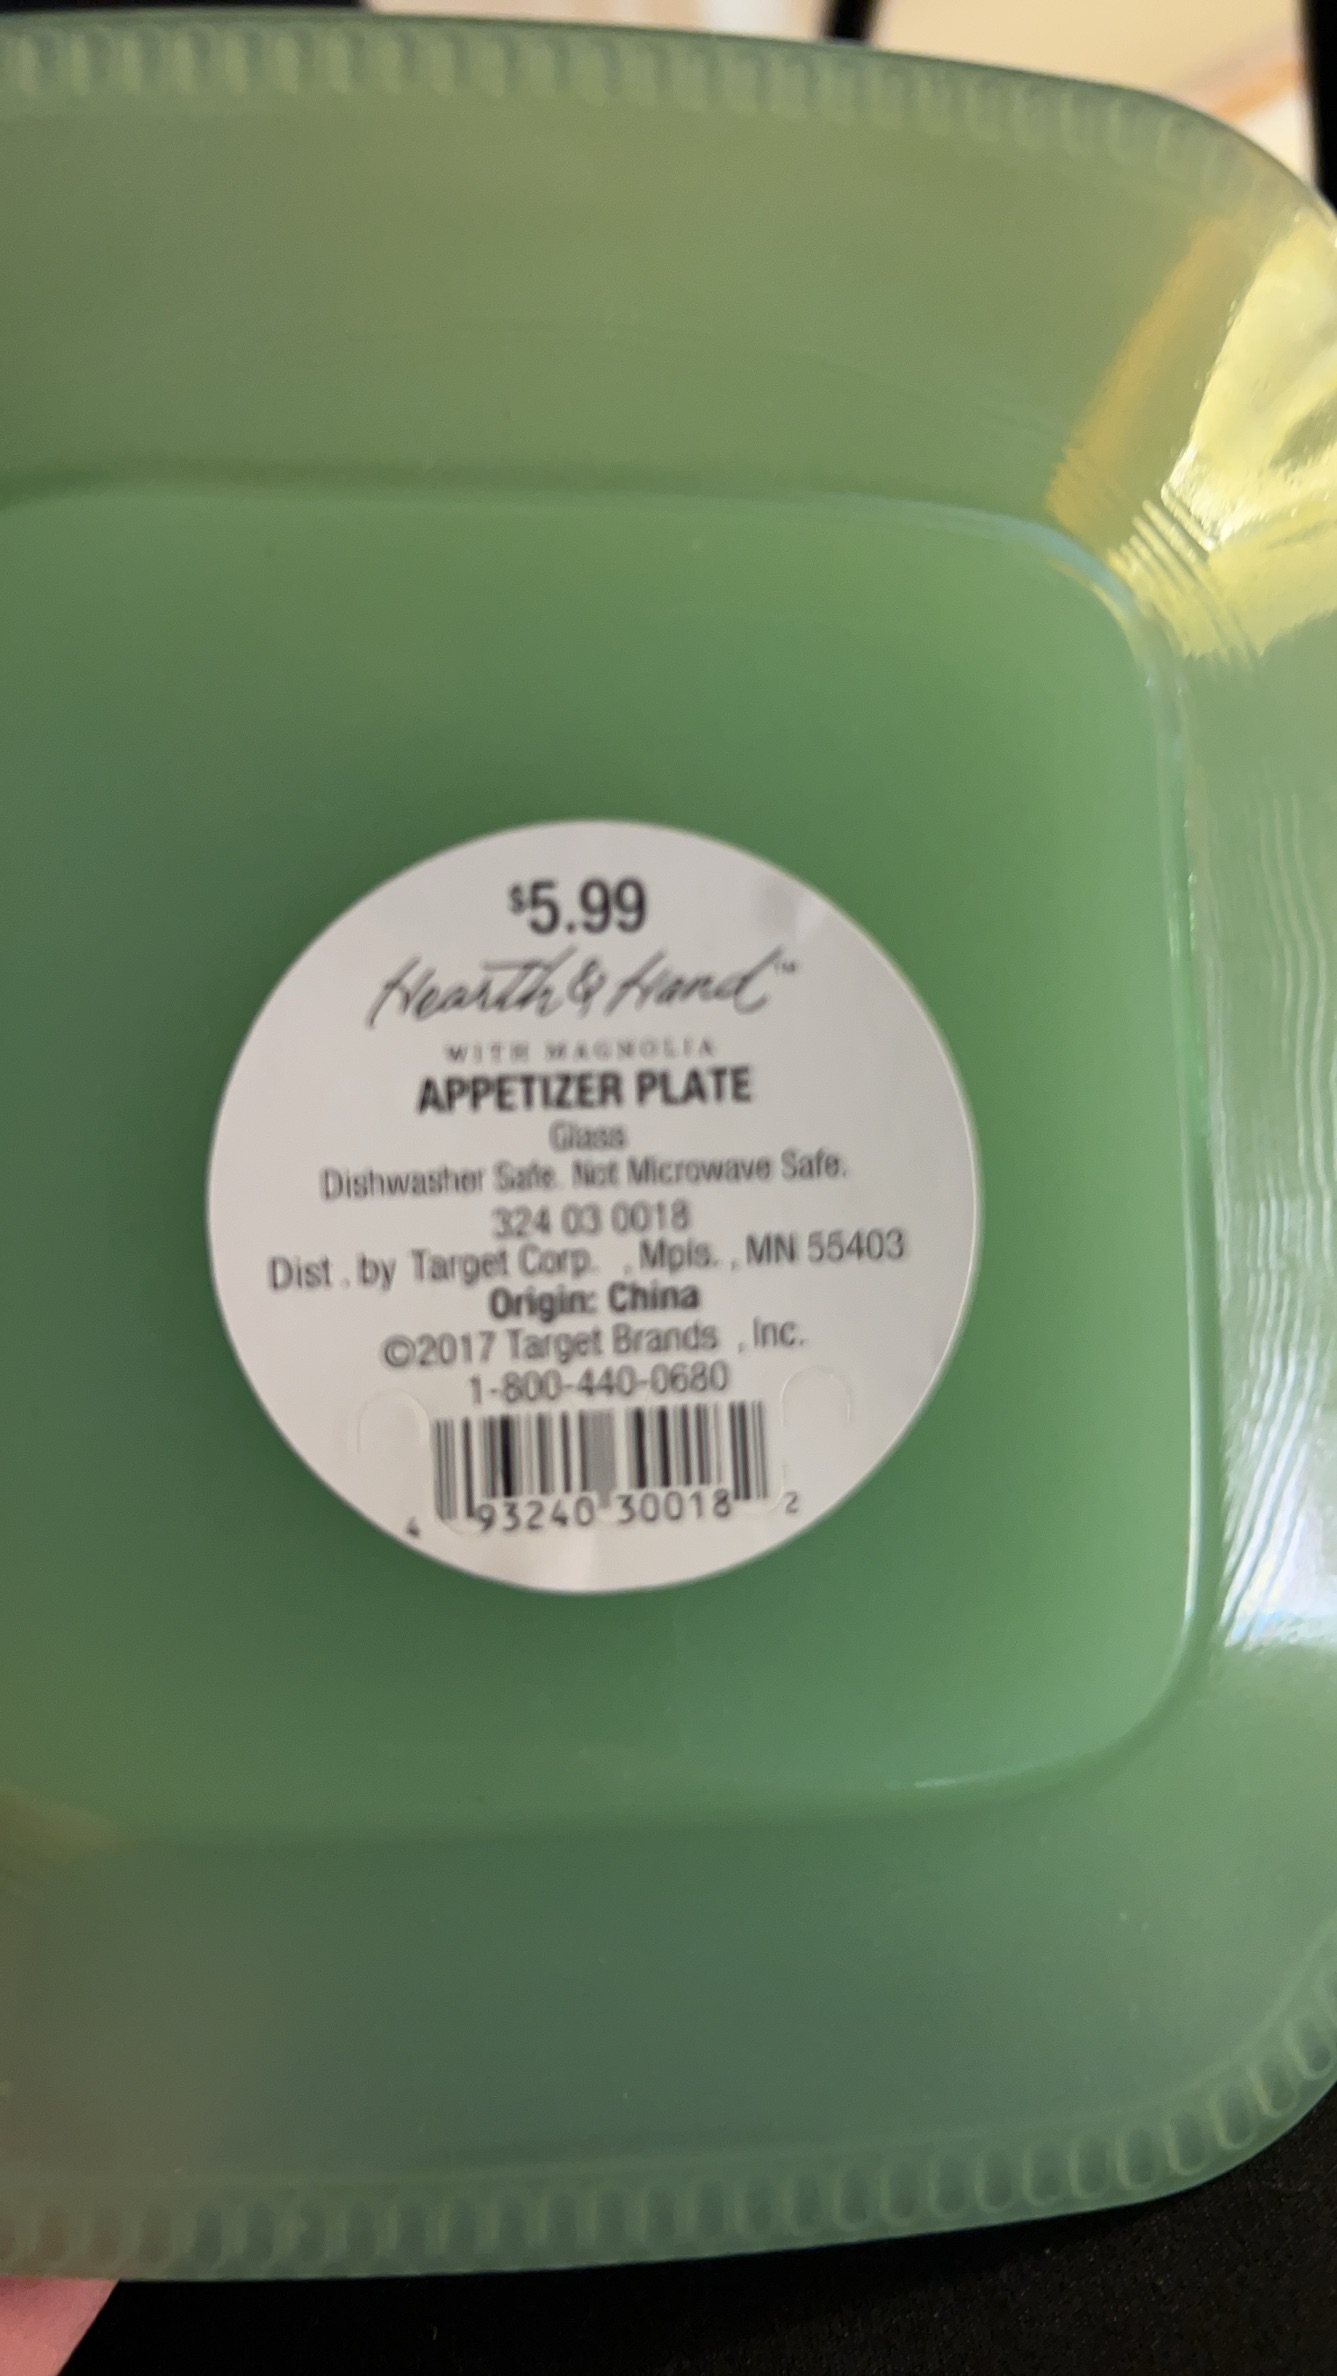 $5.99
Hearth & Hand™
WITH MAGNOLIA
APPETIZER PLATE
Glass
Dishwasher Safe. Not Microwave Safe.
324 03 0018
Dist . by Target Corp. , Mpls. , MN 55403
Origin: China
©2017 Target Brands , Inc.
1-800-440-0680
4 93240 30018 2